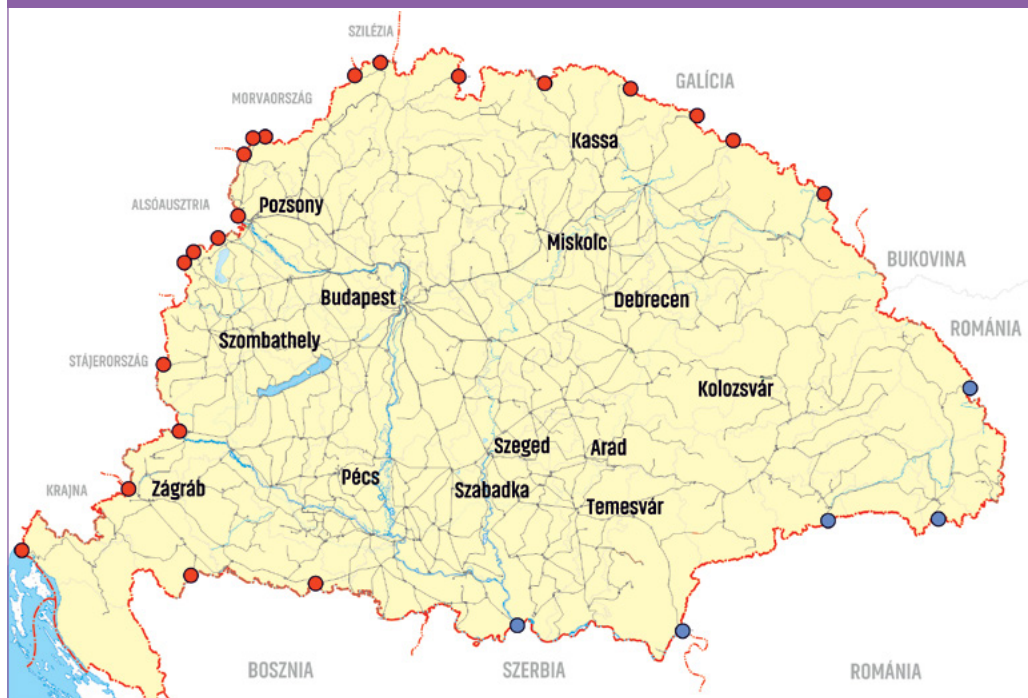 SZILÉZIA
GALÍCIA
MORVAORSZÁG
Kassa
ALSÓAUSZTRIA
Pozsony
Miskolc
BUKOVINA
Budapest
Debrecen
ROMÁNIA
Szombathely
STÁJERORSZÁG
Kolozsvár
Szeged
Arad
Pécs
KRAJNA
Zágráb
Szabadka
Temesvár
BOSZNIA
SZERBIA
ROMÁNIA